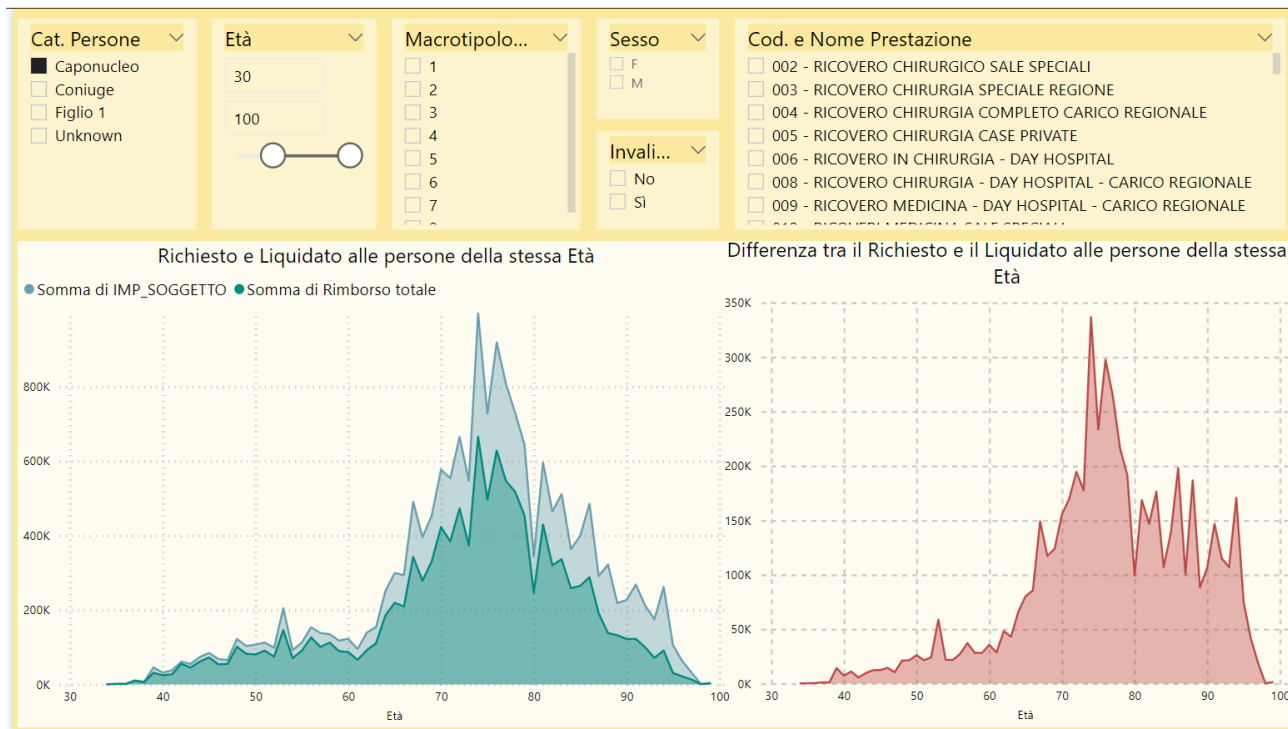 Cat. Persone
Caponucleo
Coniuge
Figlio 1
Unknown
Età
30
100
Macrotipolo...
1
2
3
4
5
6
7
Sesso
F
M
Invali...
No
Sì
Cod. e Nome Prestazione
002 - RICOVERO CHIRURGICO SALE SPECIALI
003 - RICOVERO CHIRURGIA SPECIALE REGIONE
004 - RICOVERO CHIRURGIA COMPLETO CARICO REGIONALE
005 - RICOVERO CHIRURGIA CASE PRIVATE
006 - RICOVERO IN CHIRURGIA - DAY HOSPITAL
008 - RICOVERO CHIRURGIA - DAY HOSPITAL - CARICO REGIONALE
009 - RICOVERO MEDICINA - DAY HOSPITAL - CARICO REGIONALE
Richiesto e Liquidato alle persone della stessa Età
Somma di IMP_SOGGETTO Somma di Rimborso totale
800K
600K
400K
200K
0K
30 40 50 60 70 80 90 100
Età
Differenza tra il Richiesto e il Liquidato alle persone della stessa
Età
350K
300K
250K
200K
150K
100K
50K
0K
30 40 50 60 70 80 90 100
Età